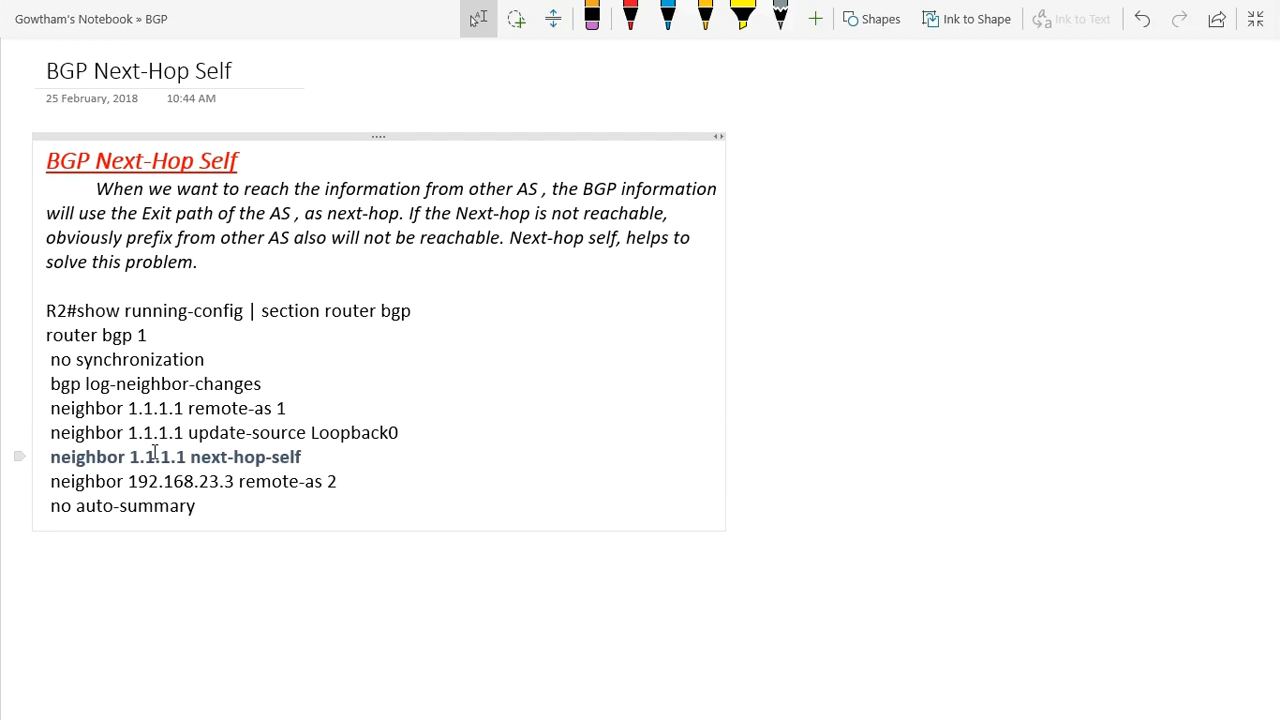 Gowtham's Notebook » BGP
Shapes
Ink to Shape
Ink to Text
BGP Next-Hop Self
25 February, 2018 10:44 AM
BGP Next-Hop Self
When we want to reach the information from other AS , the BGP information
will use the Exit path of the AS , as next-hop. If the Next-hop is not reachable,
obviously prefix from other AS also will not be reachable. Next-hop self, helps to
solve this problem.
R2#show running-config | section router bgp
router bgp 1
no synchronization
bgp log-neighbor-changes
neighbor 1.1.1.1 remote-as 1
neighbor 1.1.1.1 update-source Loopback0
neighbor 1.1.1.1 next-hop-self
neighbor 192.168.23.3 remote-as 2
no auto-summary